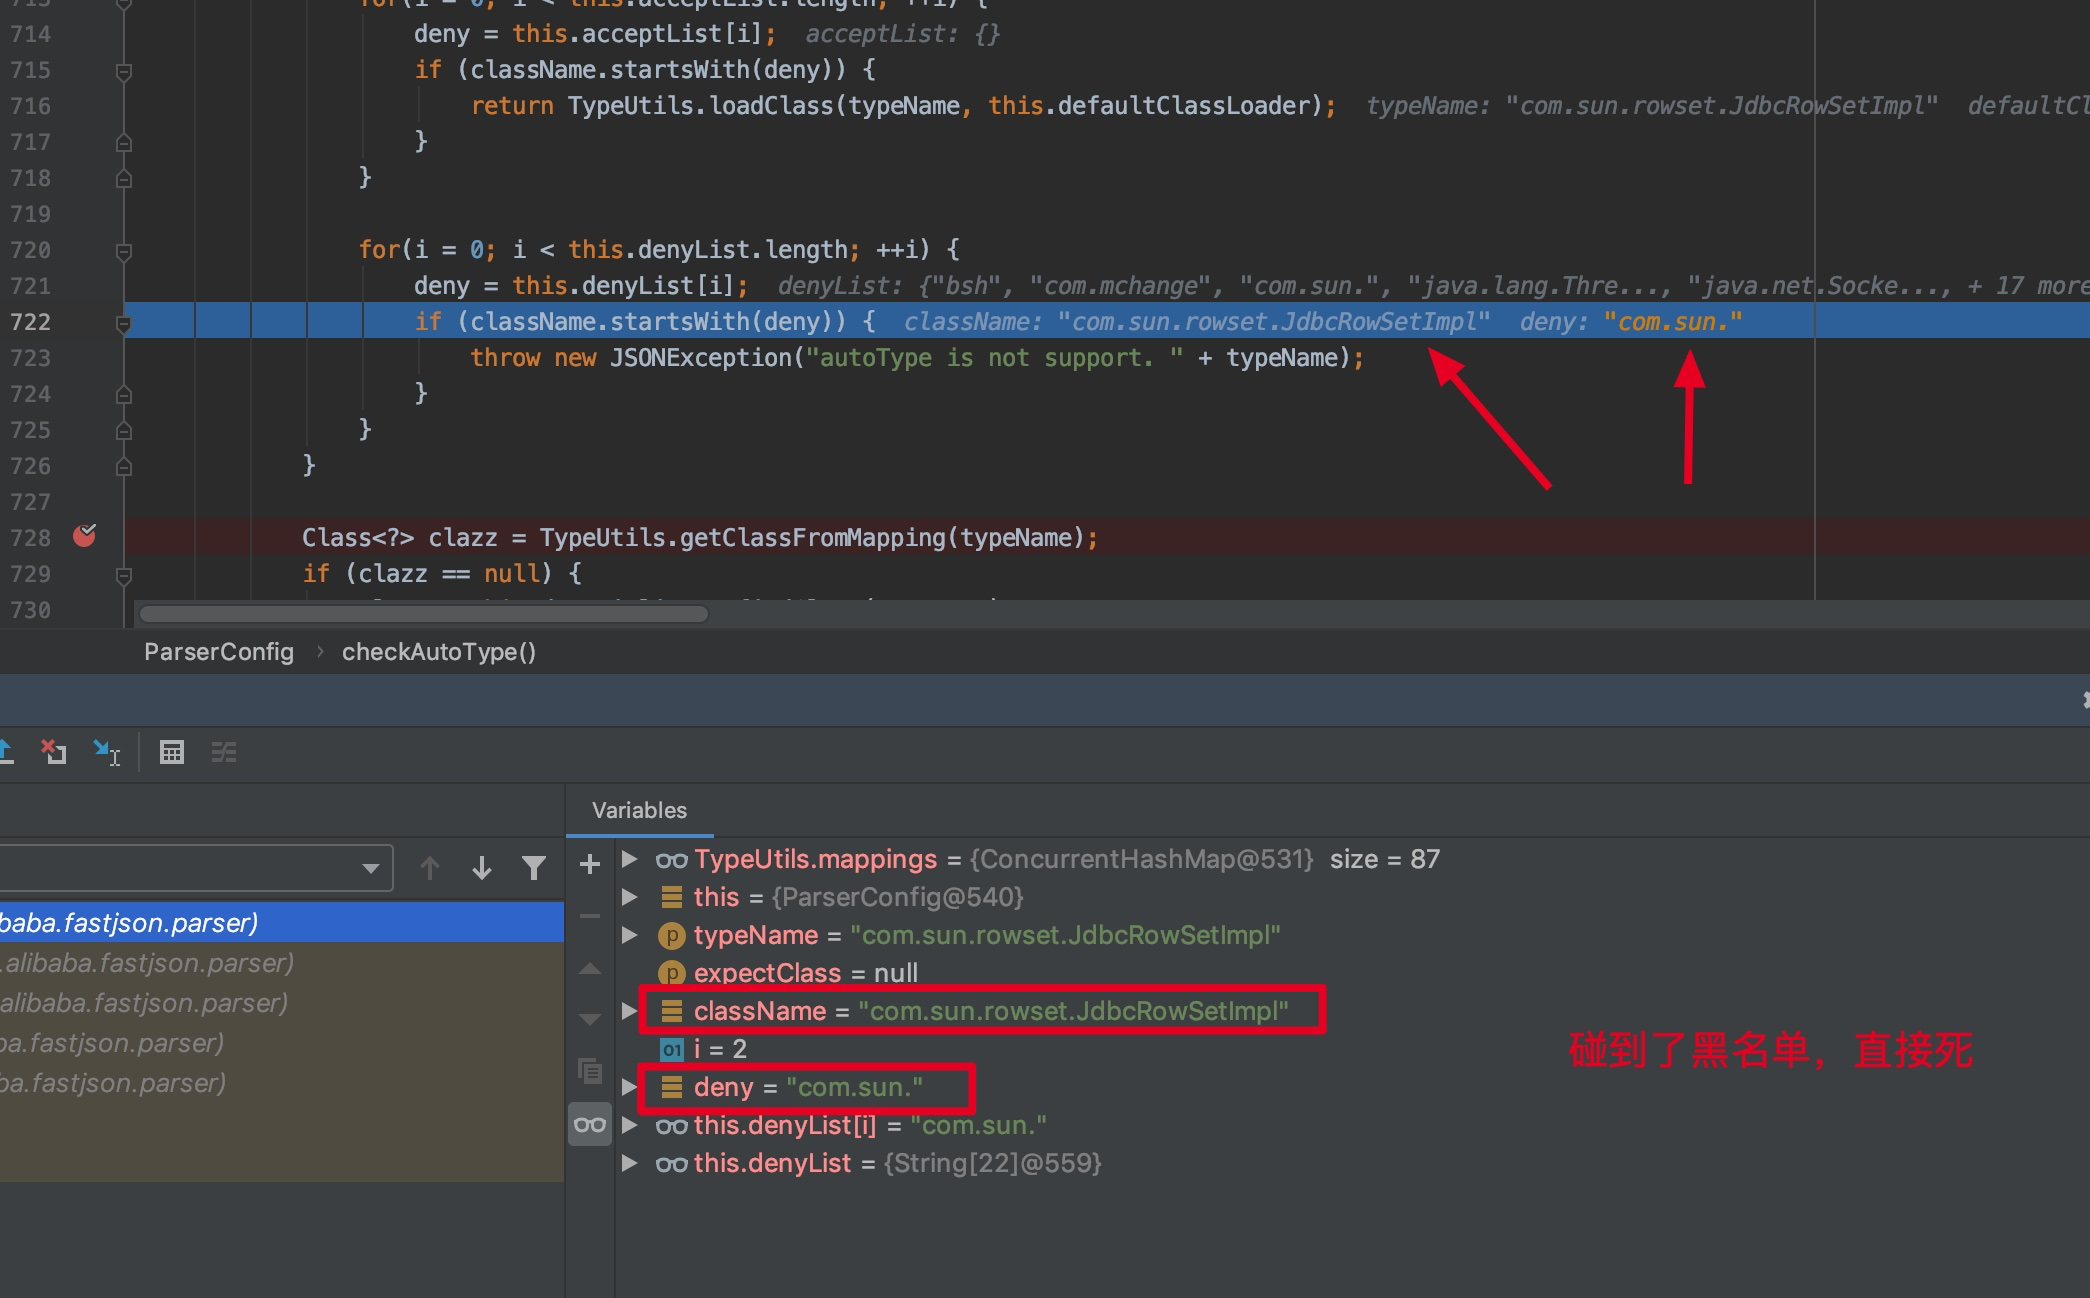 713 for(i = 0; i < this.acceptList.length; ++i) {
714 deny = this.acceptList[i]; acceptList: {}
715 if (className.startsWith(deny)) {
716 return TypeUtils.loadClass(typeName, this.defaultClassLoader); typeName: "com.sun.rowset.JdbcRowSetImpl" defaultCl
717 }
718 }
719
720 for(i = 0; i < this.denyList.length; ++i) {
721 deny = this.denyList[i]; denyList: {"bsh", "com.mchange", "com.sun.", "java.lang.Thre..., "java.net.Socke..., + 17 more
722 if (className.startsWith(deny)) { className: "com.sun.rowset.JdbcRowSetImpl" deny: "com.sun."
723 throw new JSONException("autoType is not support. " + typeName);
724 }
725 }
726 }
727
728 Class<?> clazz = TypeUtils.getClassFromMapping(typeName);
729 if (clazz == null) {
730
ParserConfig › checkAutoType()
Variables
baba.fastjson.parser)
.alibaba.fastjson.parser)
alibaba.fastjson.parser)
ba.fastjson.parser)
ba.fastjson.parser)
TypeUtils.mappings = {ConcurrentHashMap@531} size = 87
this = {ParserConfig@540}
p typeName = "com.sun.rowset.JdbcRowSetImpl"
p expectClass = null
className = "com.sun.rowset.JdbcRowSetImpl"
01 i = 2
deny = "com.sun."
this.denyList[i] = "com.sun."
this.denyList = {String[22]@559}
碰到了黑名单，直接死